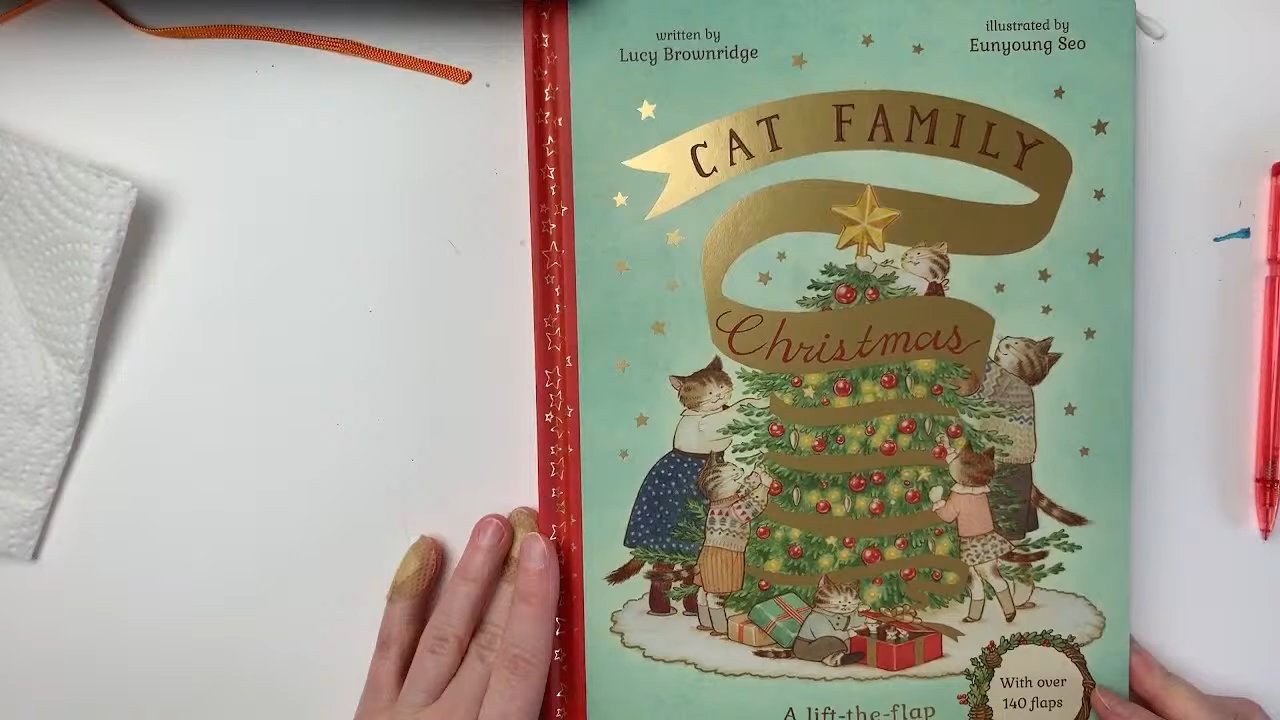 written by
Lucy Brownridge
illustrated by
Eunyoung Seo
CAT FAMILY
Christmas
With over
140 flaps
A lift-the-flap